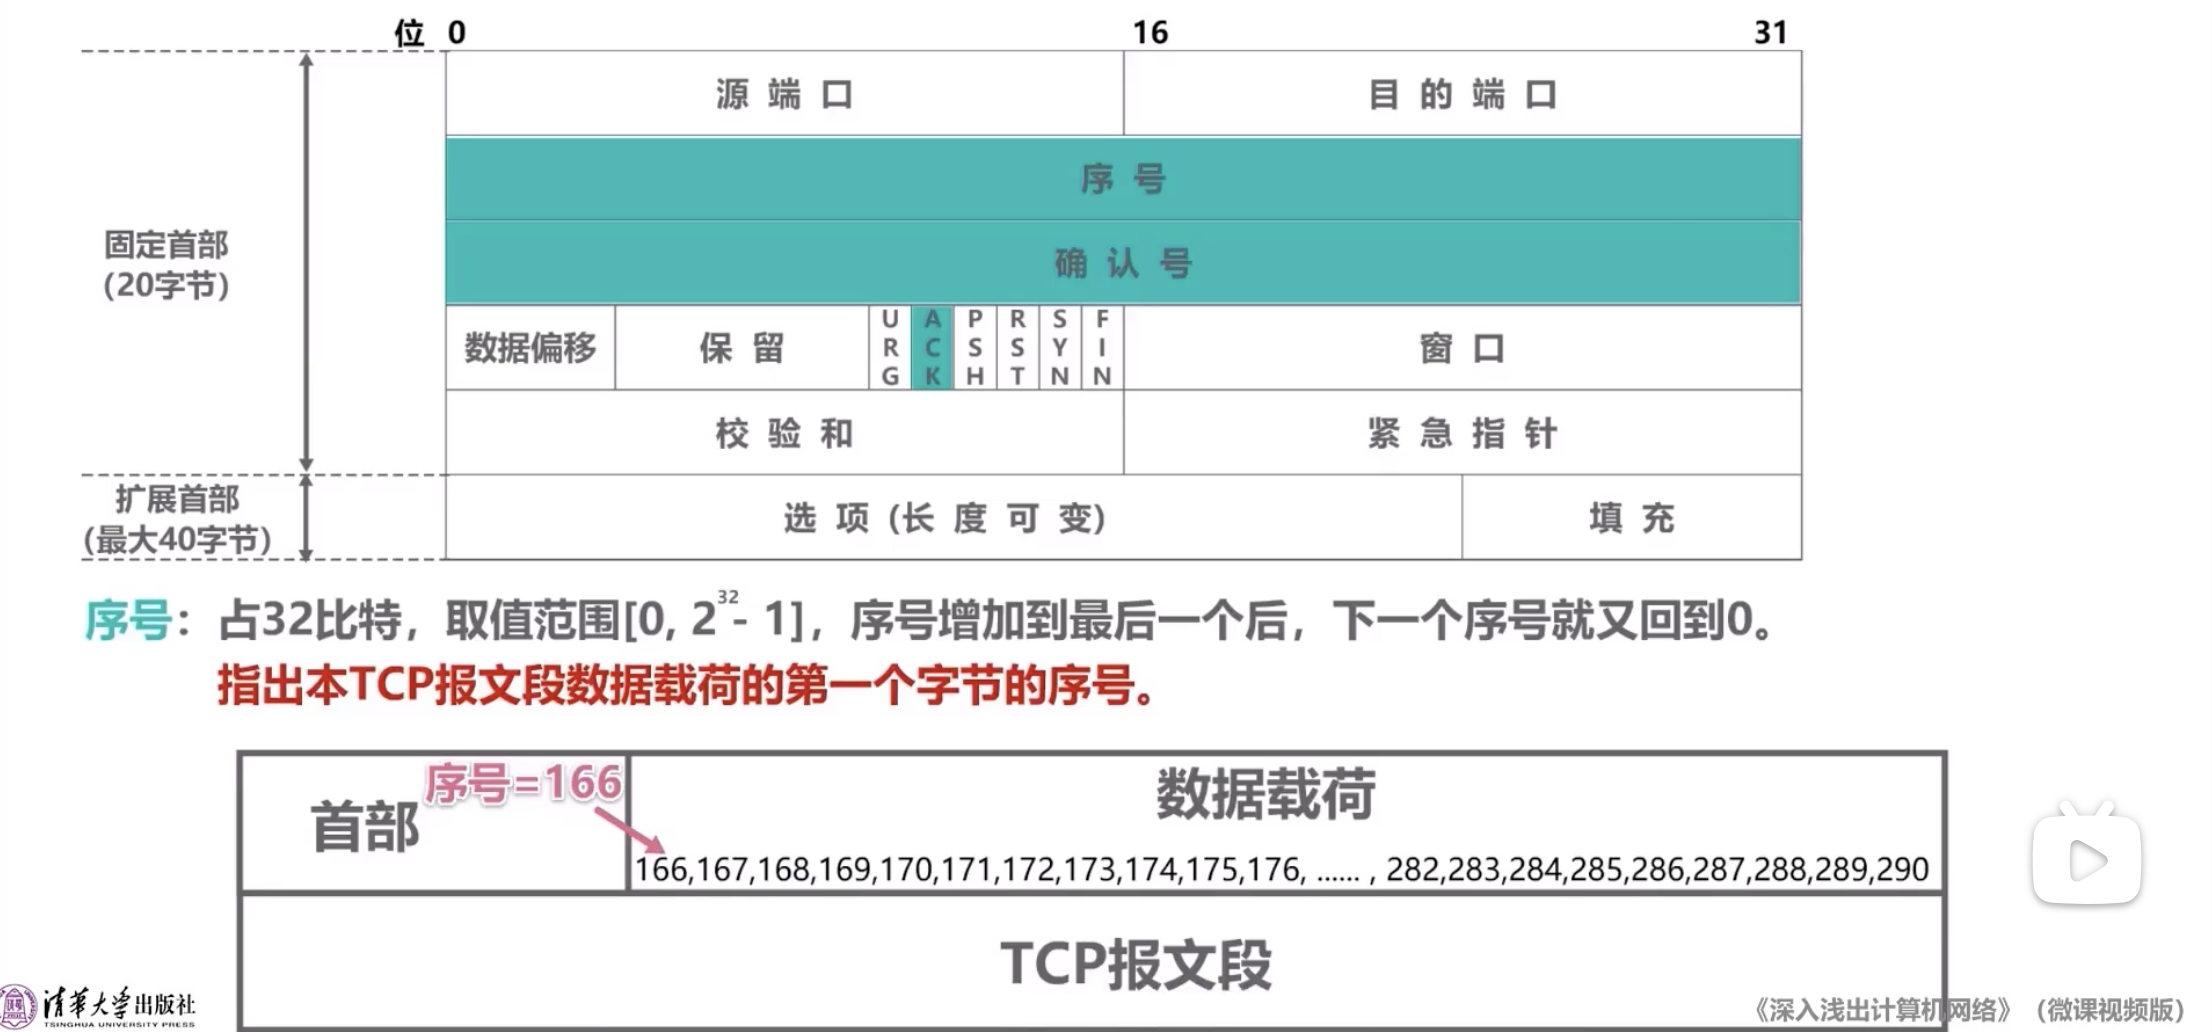 位 0 16 31
源端口 目的端口
序号
固定首部
(20字节)
确认号
数据偏移 保留 URG ACK PSH RST SYN FIN 窗口
校验和 紧急指针
扩展首部
(最大40字节)
选项(长度可变) 填充
序号：占32比特，取值范围[0, 2^32 - 1]，序号增加到最后一个后，下一个序号就又回到0。
指出本TCP报文段数据载荷的第一个字节的序号。
序号=166
首部
数据载荷
166,167,168,169,170,171,172,173,174,175,176, ...... , 282,283,284,285,286,287,288,289,290
TCP报文段
清华大学出版社
TSINGHUA UNIVERSITY PRESS
《深入浅出计算机网络》（微课视频版）